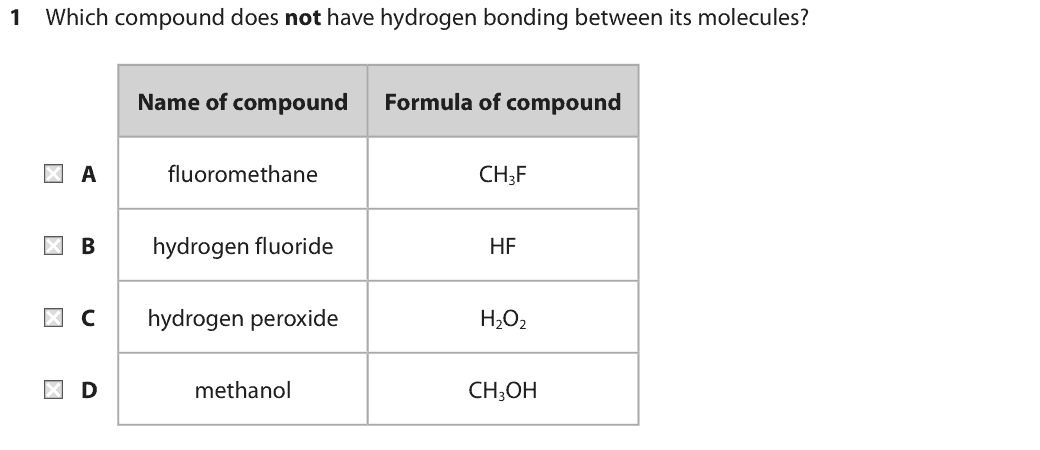 1 Which compound does not have hydrogen bonding between its molecules?
Name of compound Formula of compound
A fluoromethane CH₃F
B hydrogen fluoride HF
C hydrogen peroxide H₂O₂
D methanol CH₃OH